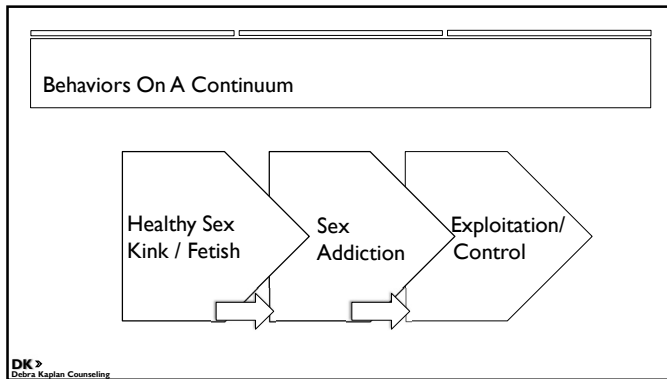 Behaviors On A Continuum
Healthy Sex
Kink / Fetish
Sex
Addiction
Exploitation/
Control
DK»
Debra Kaplan Counseling